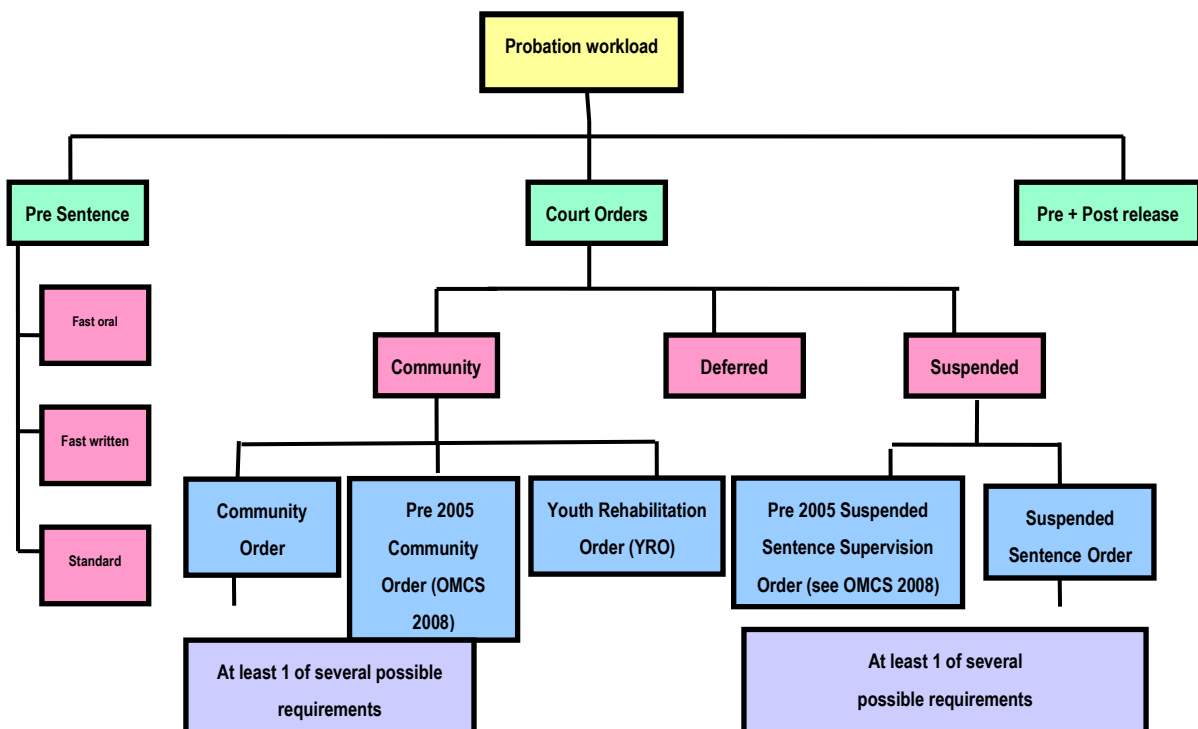 Probation workload
Pre Sentence
Court Orders
Pre + Post release
Fast oral
Fast written
Standard
Community
Deferred
Suspended
Community
Order
Pre 2005
Community
Order (OMCS
2008)
Youth Rehabilitation
Order (YRO)
Pre 2005 Suspended
Sentence Supervision
Order (see OMCS 2008)
Suspended
Sentence Order
At least 1 of several possible
requirements
At least 1 of several
possible requirements